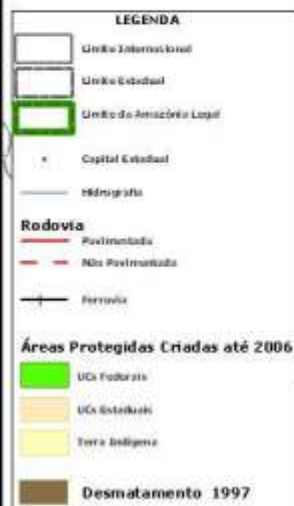 LEGENDA
Limite Internacional
Limite Estadual
Limite da Amazônia Legal
Capital Estadual
Hidrografia
Rodovia
Pavimentada
Não Pavimentada
Ferrovia
Áreas Protegidas Criadas até 2006
UCs Federais
UCs Estaduais
Terra Indígena
Desmatamento 1997